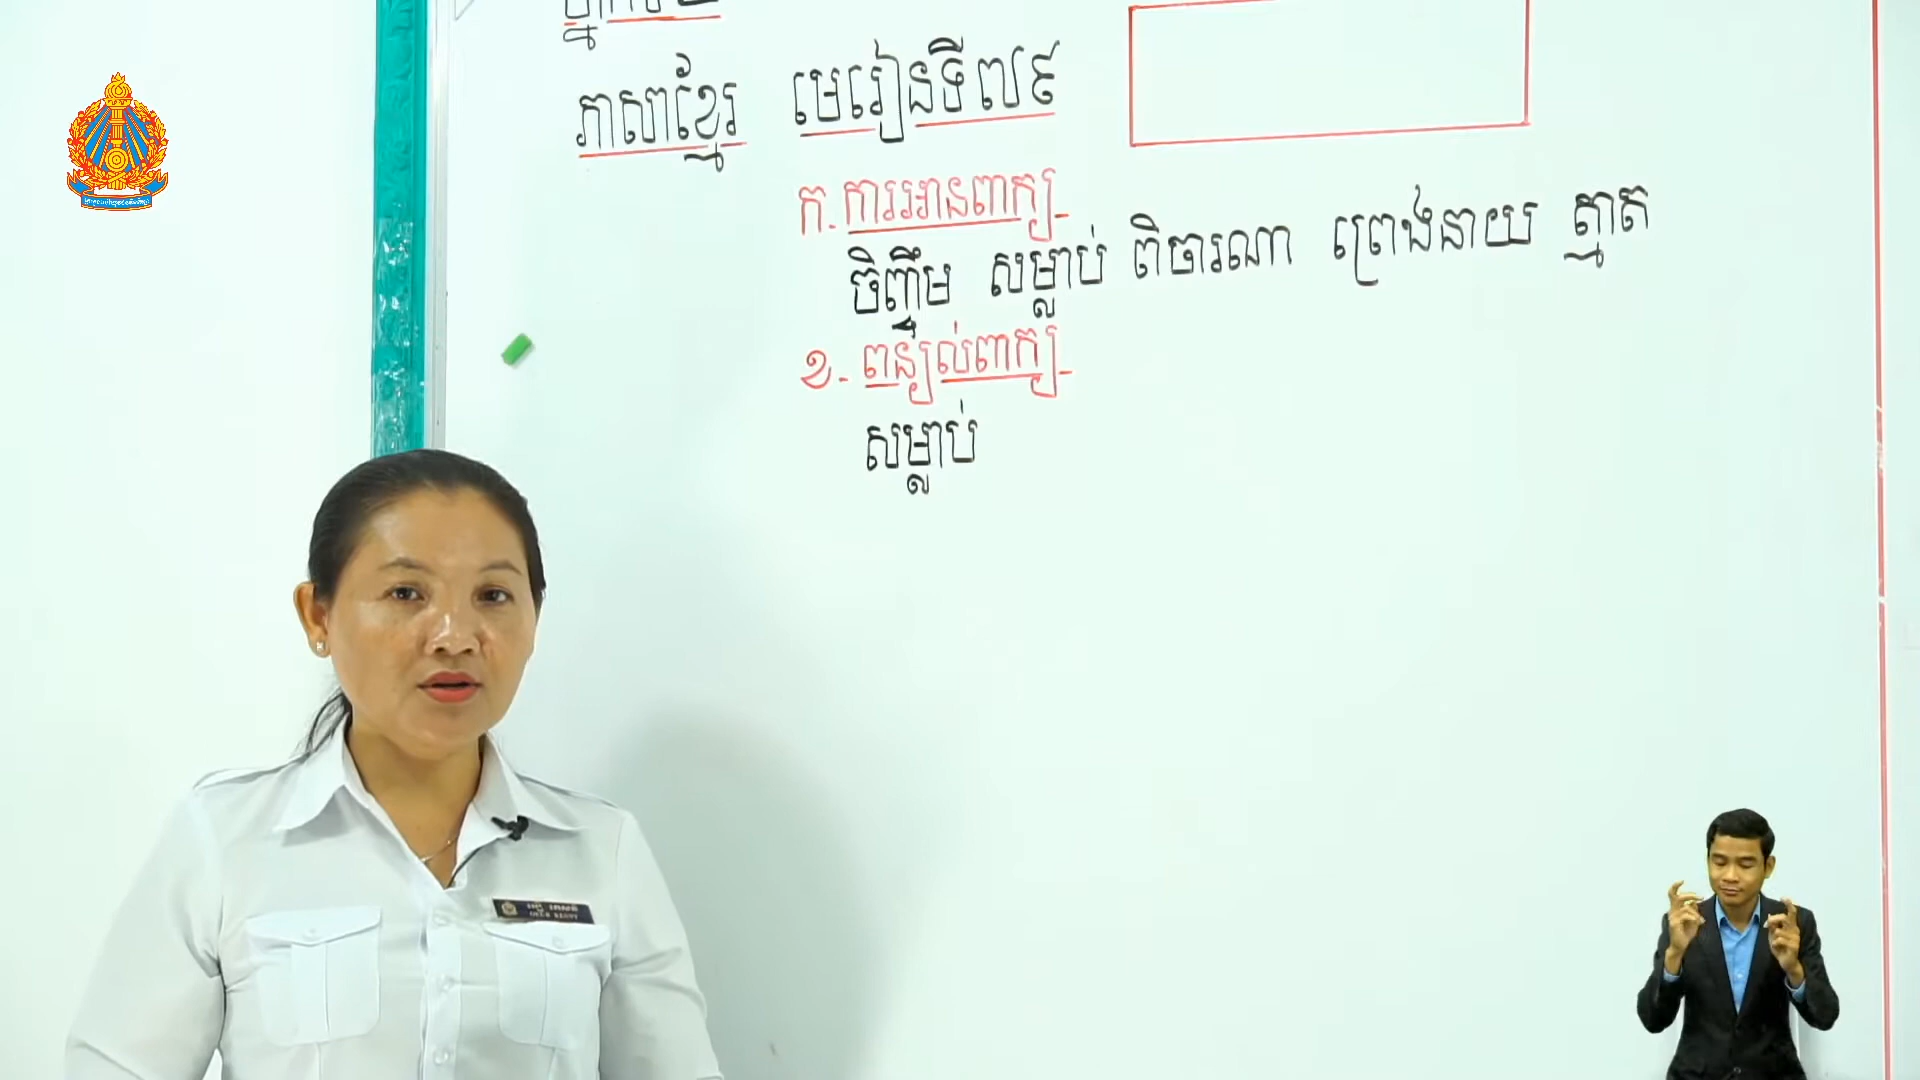 ភាសាខ្មែរ មេរៀនទី៧៩
ក. ការអានពាក្យ
ចិញ្ចឹម សម្លាប់ ពិចារណា ព្រេងនាយ ត្មាត
ខ. ពន្យល់ពាក្យ
សម្លាប់